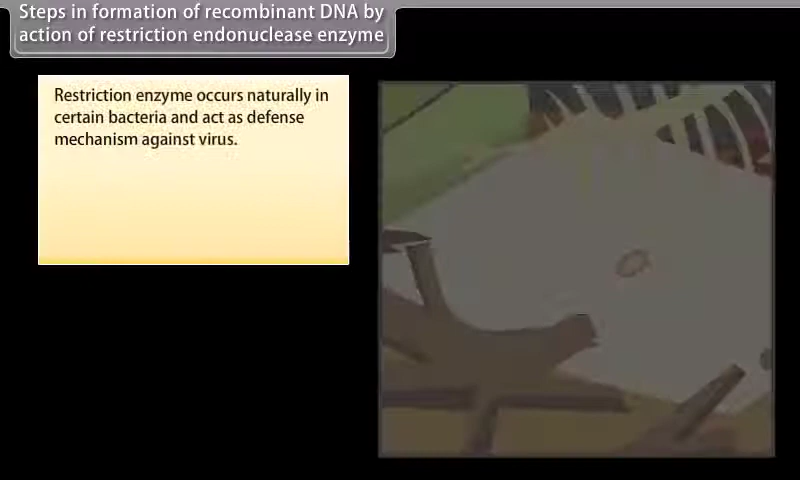 Steps in formation of recombinant DNA by
action of restriction endonuclease enzyme
Restriction enzyme occurs naturally in
certain bacteria and act as defense
mechanism against virus.